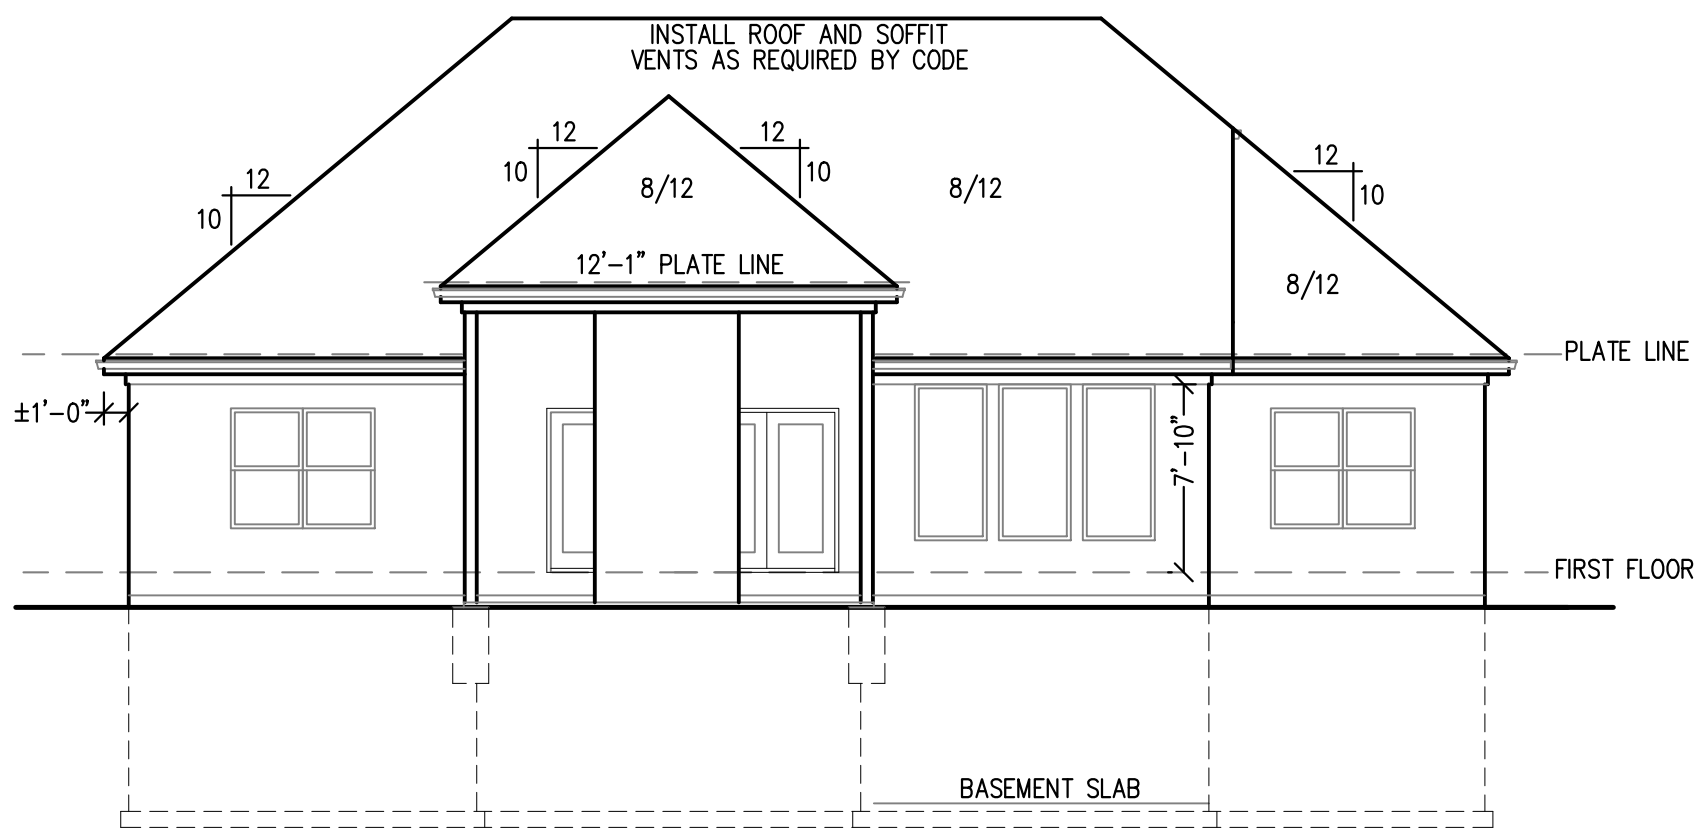 INSTALL ROOF AND SOFFIT
VENTS AS REQUIRED BY CODE
12
10
12
10
8/12
12
10
8/12
12
10
8/12
12'-1" PLATE LINE
PLATE LINE
±1'-0"
7'-10"
FIRST FLOOR
BASEMENT SLAB